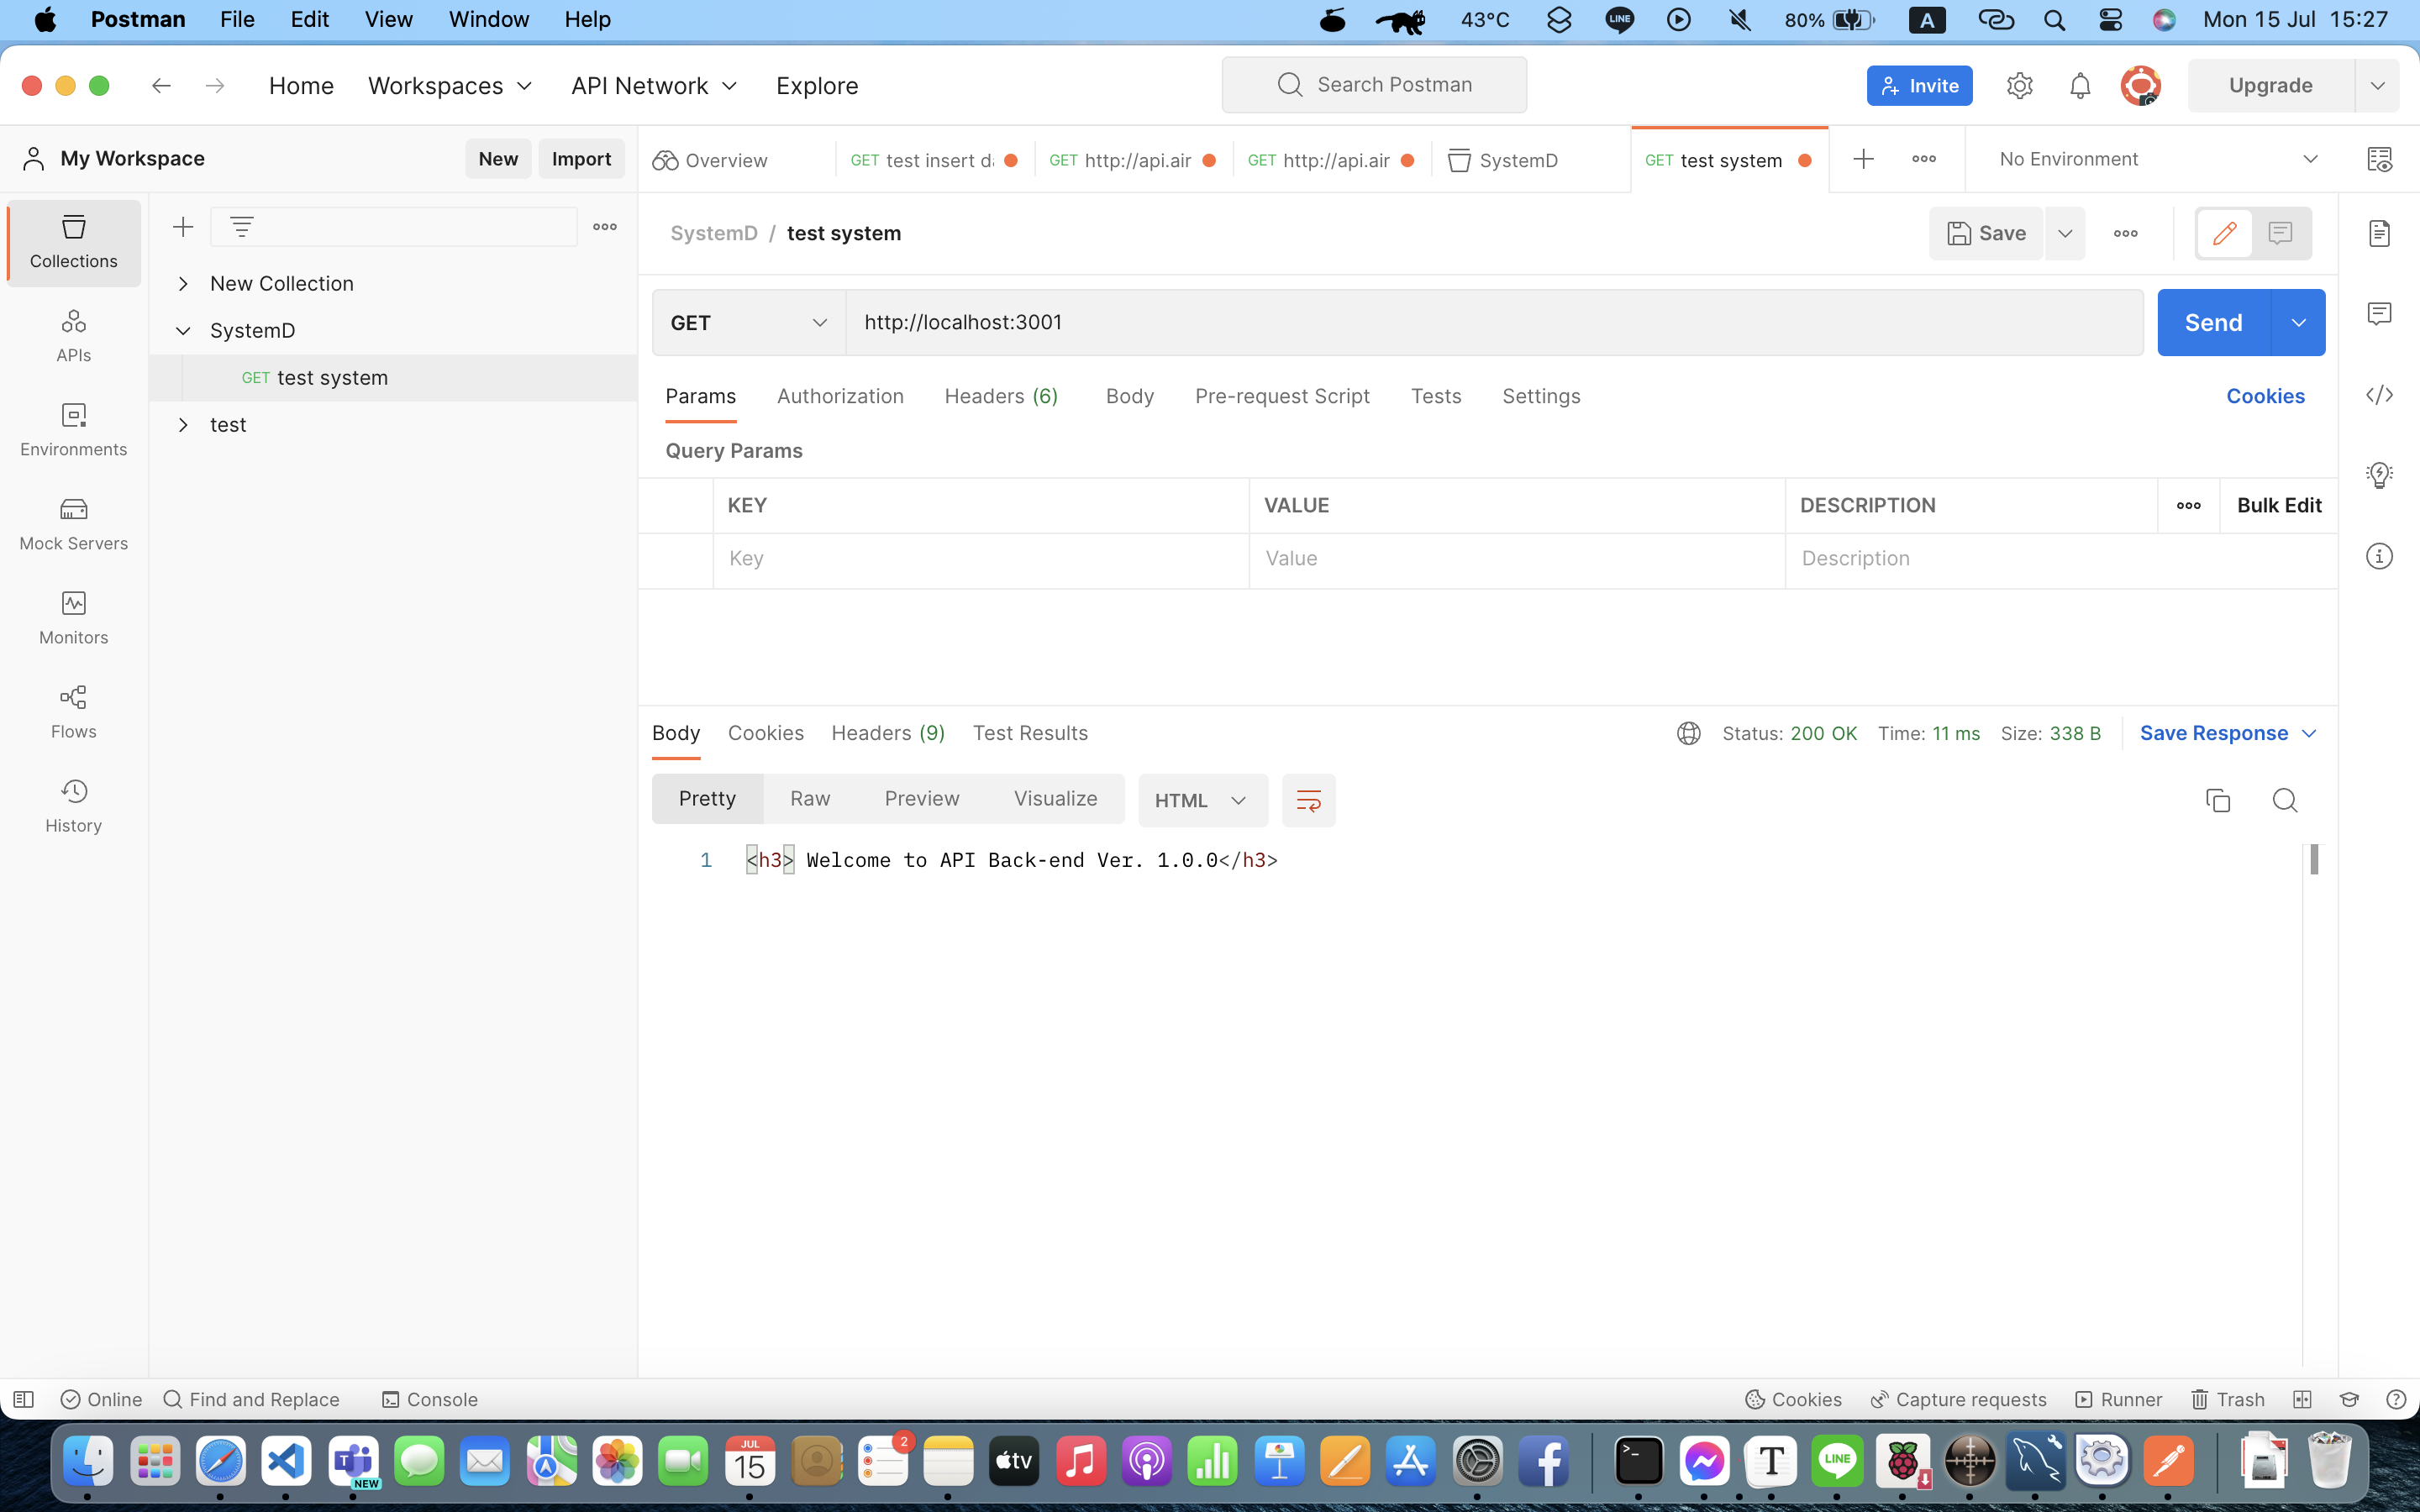 Postman File Edit View Window Help 43°C LINE 80% A Mon 15 Jul 15:27
Home Workspaces API Network Explore Search Postman Invite Upgrade
My Workspace New Import Overview GET test insert da GET http://api.air GET http://api.air SystemD GET test system No Environment
Collections
APIs
Environments
Mock Servers
Monitors
Flows
History
New Collection
SystemD
GET test system
test
SystemD / test system Save
GET http://localhost:3001 Send
Params Authorization Headers (6) Body Pre-request Script Tests Settings Cookies
Query Params
KEY VALUE DESCRIPTION Bulk Edit
Key Value Description
Body Cookies Headers (9) Test Results Status: 200 OK Time: 11 ms Size: 338 B Save Response
Pretty Raw Preview Visualize HTML
1 <h3> Welcome to API Back-end Ver. 1.0.0</h3>
Online Find and Replace Console Cookies Capture requests Runner Trash
JUL 2
15 tv T LINE
NEW